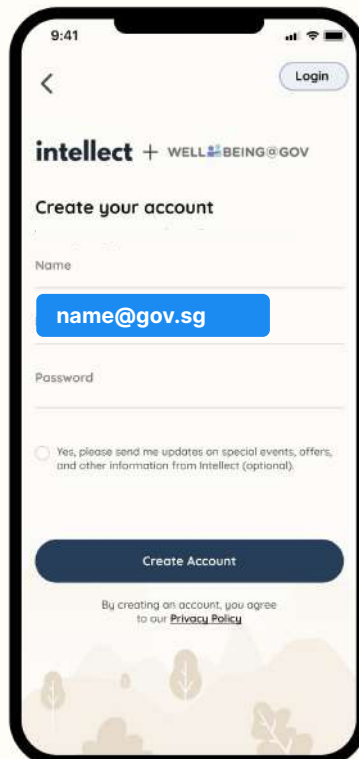 9:41
Login
intellect + WELLBEING@GOV
Create your account
Name
name@gov.sg
Password
Yes, please send me updates on special events, offers,
and other information from Intellect (optional).
Create Account
By creating an account, you agree
to our Privacy Policy